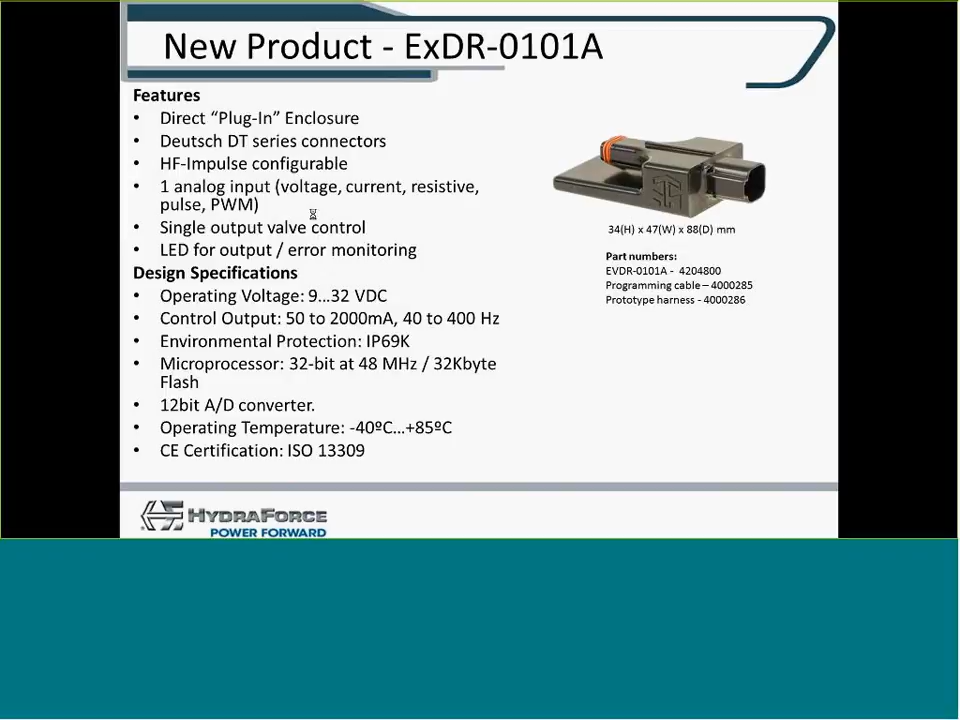 New Product - ExDR-0101A
Features
• Direct “Plug-In” Enclosure
• Deutsch DT series connectors
• HF-Impulse configurable
• 1 analog input (voltage, current, resistive,
pulse, PWM)
• Single output valve control
• LED for output / error monitoring
Design Specifications
• Operating Voltage: 9…32 VDC
• Control Output: 50 to 2000mA, 40 to 400 Hz
• Environmental Protection: IP69K
• Microprocessor: 32-bit at 48 MHz / 32Kbyte
Flash
• 12bit A/D converter.
• Operating Temperature: -40ºC…+85ºC
• CE Certification: ISO 13309
34(H) x 47(W) x 88(D) mm
Part numbers:
EVDR-0101A - 4204800
Programming cable – 4000285
Prototype harness - 4000286
HYDRAFORCE
POWER FORWARD